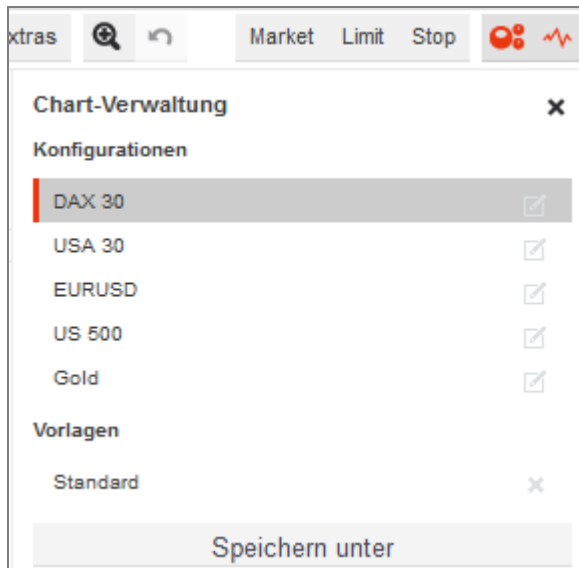 xtras Market Limit Stop
Chart-Verwaltung
Konfigurationen
DAX 30
USA 30
EURUSD
US 500
Gold
Vorlagen
Standard
Speichern unter